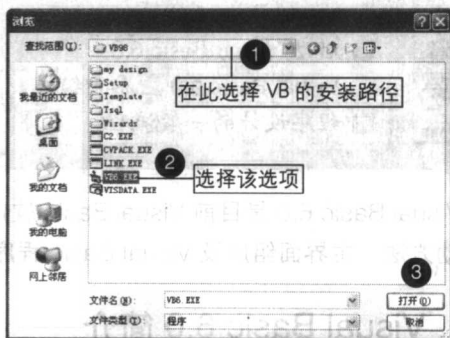 浏览
查找范围(I): VB98
1
在此选择 VB 的安装路径
我最近的文档
桌面
我的文档
我的电脑
网上邻居
my design
Setup
Template
Tsql
Wizards
C2.EXE
CVPACK.EXE
LINK.EXE
VB6.EXE
VISDATA.EXE
2
选择该选项
3
文件名(N): VB6.EXE
打开(O)
文件类型(T): 程序
取消